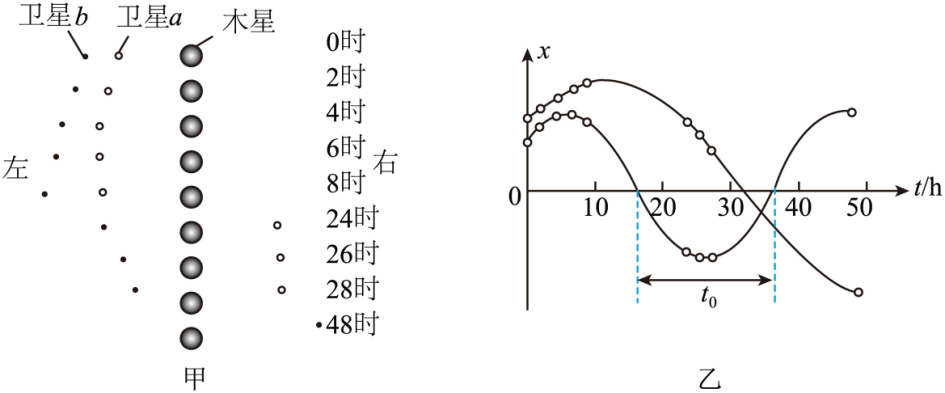 卫星b 卫星a 木星
0时
2时
4时
6时
8时
24时
26时
28时
48时
左
右
甲
x
0
10 20 30 40 50
t/h
t₀
乙